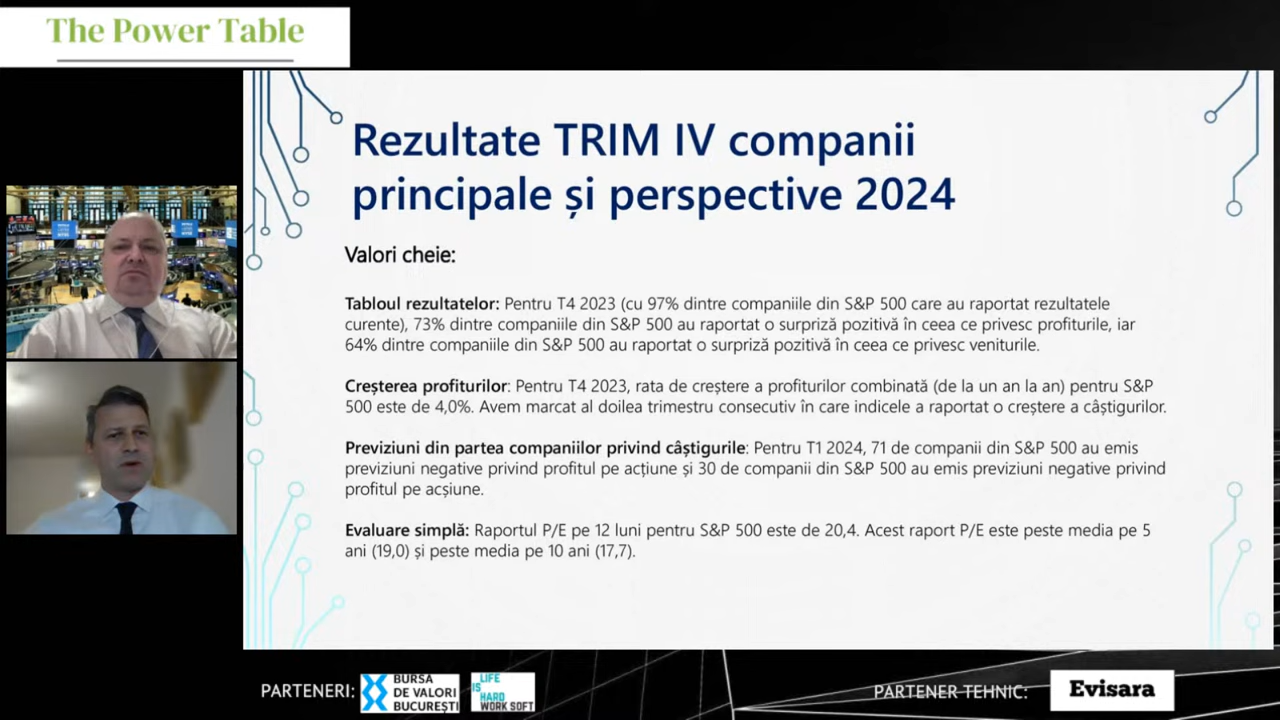 The Power Table
Rezultate TRIM IV companii
principale și perspective 2024
Valori cheie:
Tabloul rezultatelor: Pentru T4 2023 (cu 97% dintre companiile din S&P 500 care au raportat rezultatele
curente), 73% dintre companiile din S&P 500 au raportat o surpriză pozitivă în ceea ce privesc profiturile, iar
64% dintre companiile din S&P 500 au raportat o surpriză pozitivă în ceea ce privesc veniturile.
Creșterea profiturilor: Pentru T4 2023, rata de creștere a profiturilor combinată (de la un an la an) pentru S&P
500 este de 4,0%. Avem marcat al doilea trimestru consecutiv în care indicele a raportat o creștere a câștigurilor.
Previziuni din partea companiilor privind câștigurile: Pentru T1 2024, 71 de companii din S&P 500 au emis
previziuni negative privind profitul pe acțiune și 30 de companii din S&P 500 au emis previziuni negative privind
profitul pe acșiune.
Evaluare simplă: Raportul P/E pe 12 luni pentru S&P 500 este de 20,4. Acest raport P/E este peste media pe 5
ani (19,0) și peste media pe 10 ani (17,7).
PARTENERI:
BURSA
DE VALORI
BUCUREȘTI
LIFE
IS
HARD
WORK SOFT
PARTENER TEHNIC:
Evisara